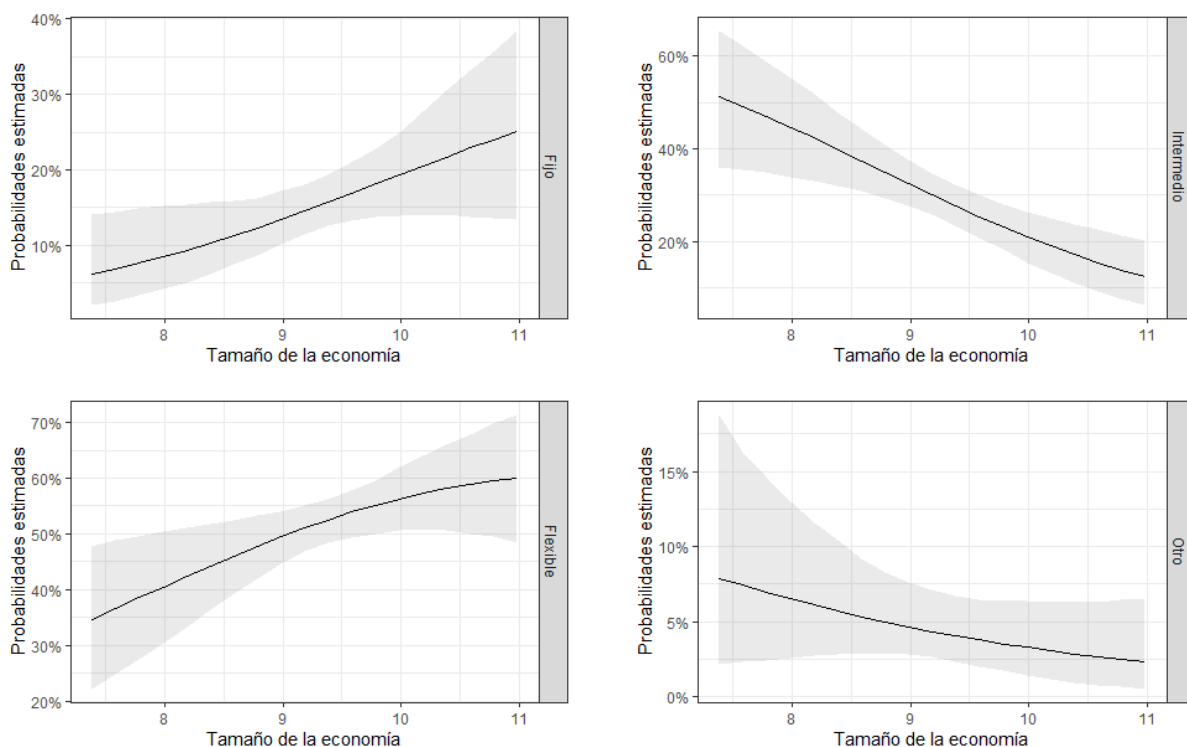 40%
30%
20%
10%
Probabilidades estimadas
8 9 10 11
Tamaño de la economía
Fijo
60%
40%
20%
Probabilidades estimadas
8 9 10 11
Tamaño de la economía
Intermedio
70%
60%
50%
40%
30%
20%
Probabilidades estimadas
8 9 10 11
Tamaño de la economía
Flexible
15%
10%
5%
0%
Probabilidades estimadas
8 9 10 11
Tamaño de la economía
Otro